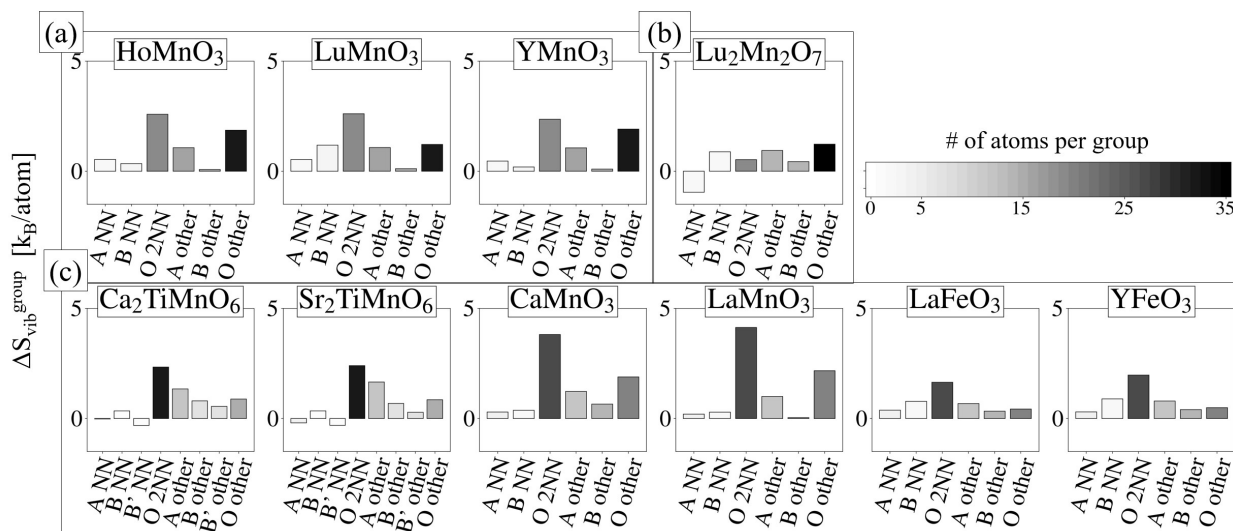 (a)
(b)
HoMnO3
LuMnO3
YMnO3
Lu2Mn2O7
5
0
5
0
5
0
5
0
A NN
B NN
O 2NN
A other
B other
O other
A NN
B NN
O 2NN
A other
B other
O other
A NN
B NN
O 2NN
A other
B other
O other
A NN
B NN
O 2NN
A other
B other
O other
# of atoms per group
0 5 15 25 35
ΔSvib^group [kB/atom]
(c)
Ca2TiMnO6
Sr2TiMnO6
CaMnO3
LaMnO3
LaFeO3
YFeO3
5
0
5
0
5
0
5
0
5
0
5
0
A NN
B NN
B' NN
O 2NN
A other
B other
B' other
O other
A NN
B NN
B' NN
O 2NN
A other
B other
B' other
O other
A NN
B NN
O 2NN
A other
B other
O other
A NN
B NN
O 2NN
A other
B other
O other
A NN
B NN
O 2NN
A other
B other
O other
A NN
B NN
O 2NN
A other
B other
O other